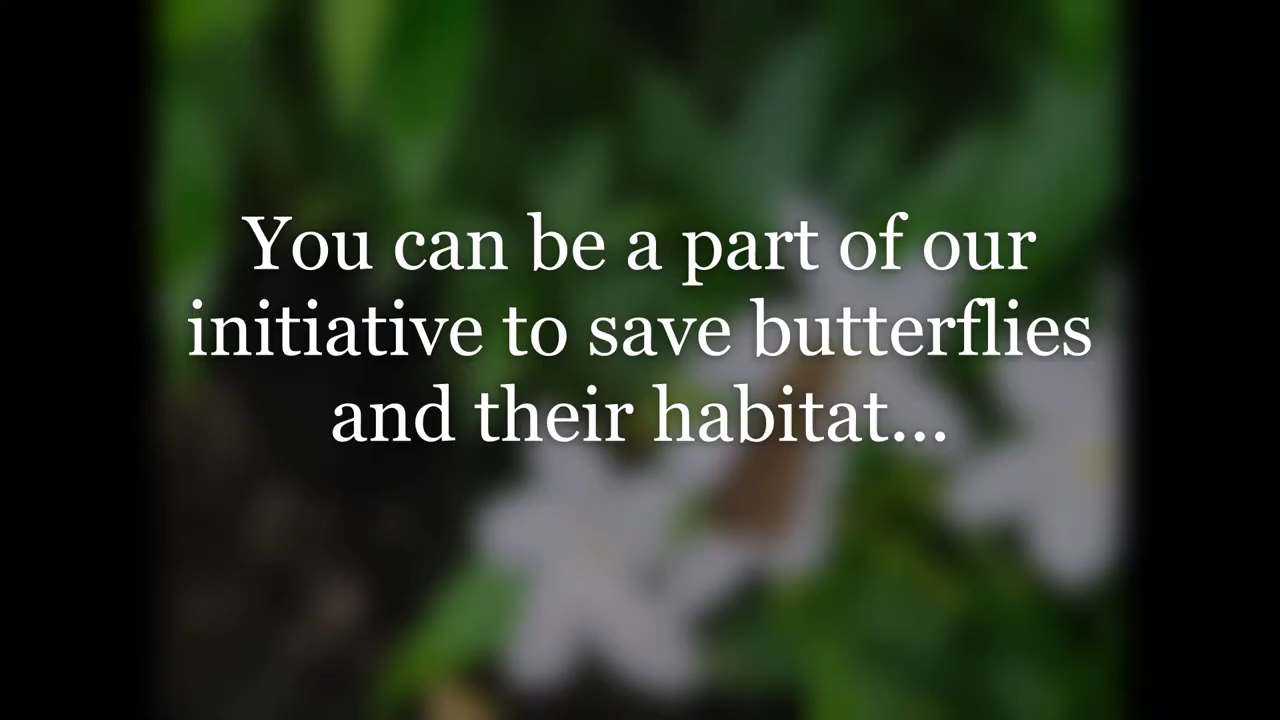 You can be a part of our
initiative to save butterflies
and their habitat...